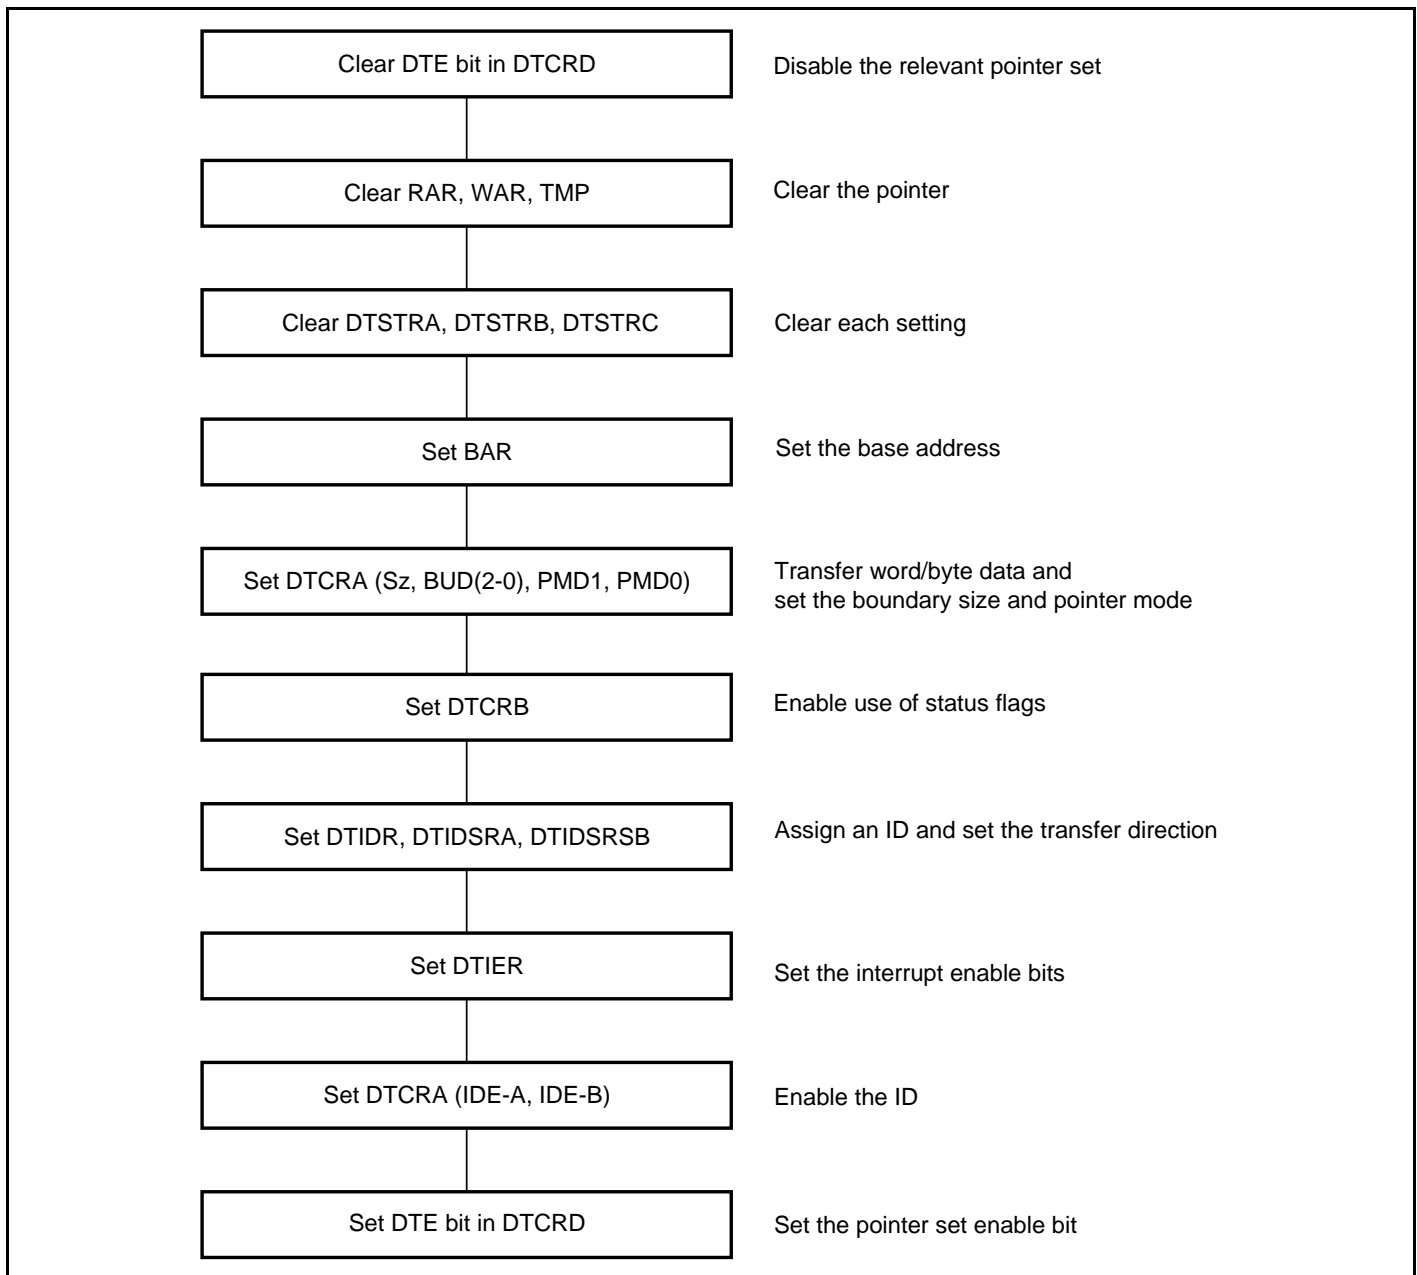 Clear DTE bit in DTCRD
Disable the relevant pointer set
Clear RAR, WAR, TMP
Clear the pointer
Clear DTSTRA, DTSTRB, DTSTRC
Clear each setting
Set BAR
Set the base address
Set DTCRA (Sz, BUD(2-0), PMD1, PMD0)
Transfer word/byte data and
set the boundary size and pointer mode
Set DTCRB
Enable use of status flags
Set DTIDR, DTIDSRA, DTIDSRSB
Assign an ID and set the transfer direction
Set DTIER
Set the interrupt enable bits
Set DTCRA (IDE-A, IDE-B)
Enable the ID
Set DTE bit in DTCRD
Set the pointer set enable bit